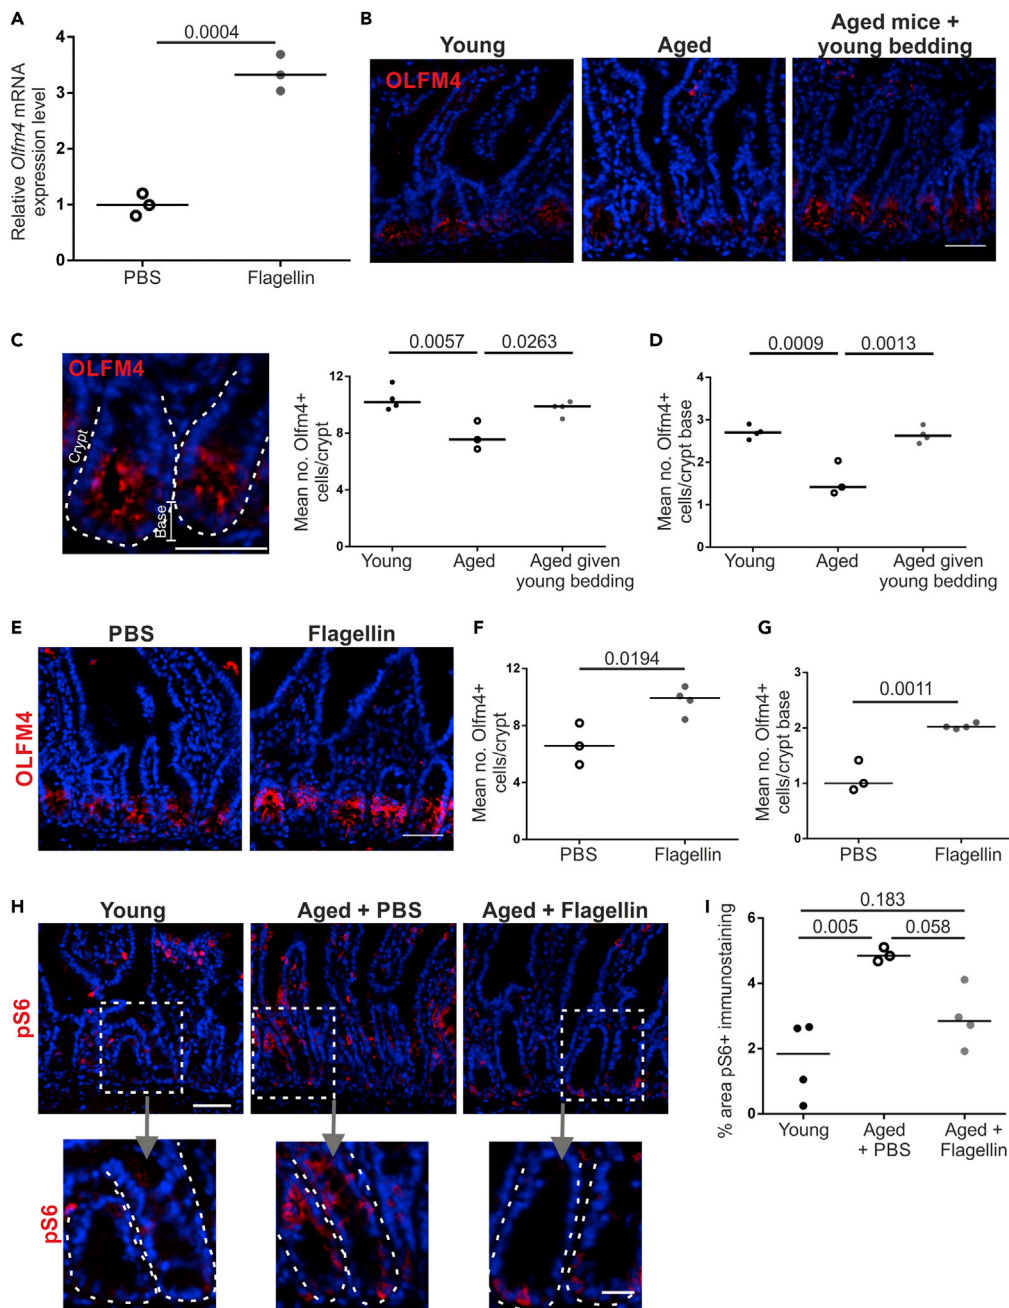 A
0.0004
Relative Olfm4 mRNA
expression level
4
3
2
1
0
PBS
Flagellin
B
Young
Aged
Aged mice +
young bedding
OLFM4
C
OLFM4
Crypt
Base
0.0057
0.0263
Mean no. Olfm4+
cells/crypt
12
8
4
0
Young
Aged
Aged given
young bedding
D
0.0009
0.0013
Mean no. Olfm4+
cells/crypt base
4
3
2
1
0
Young
Aged
Aged given
young bedding
E
PBS
Flagellin
OLFM4
F
0.0194
Mean no. Olfm4+
cells/crypt
12
8
4
0
PBS
Flagellin
G
0.0011
Mean no. Olfm4+
cells/crypt base
3
2
1
0
PBS
Flagellin
H
Young
Aged + PBS
Aged + Flagellin
pS6
pS6
I
0.183
0.005
0.058
% area pS6+ immunostaining
6
4
2
0
Young
Aged
+ PBS
Aged +
Flagellin